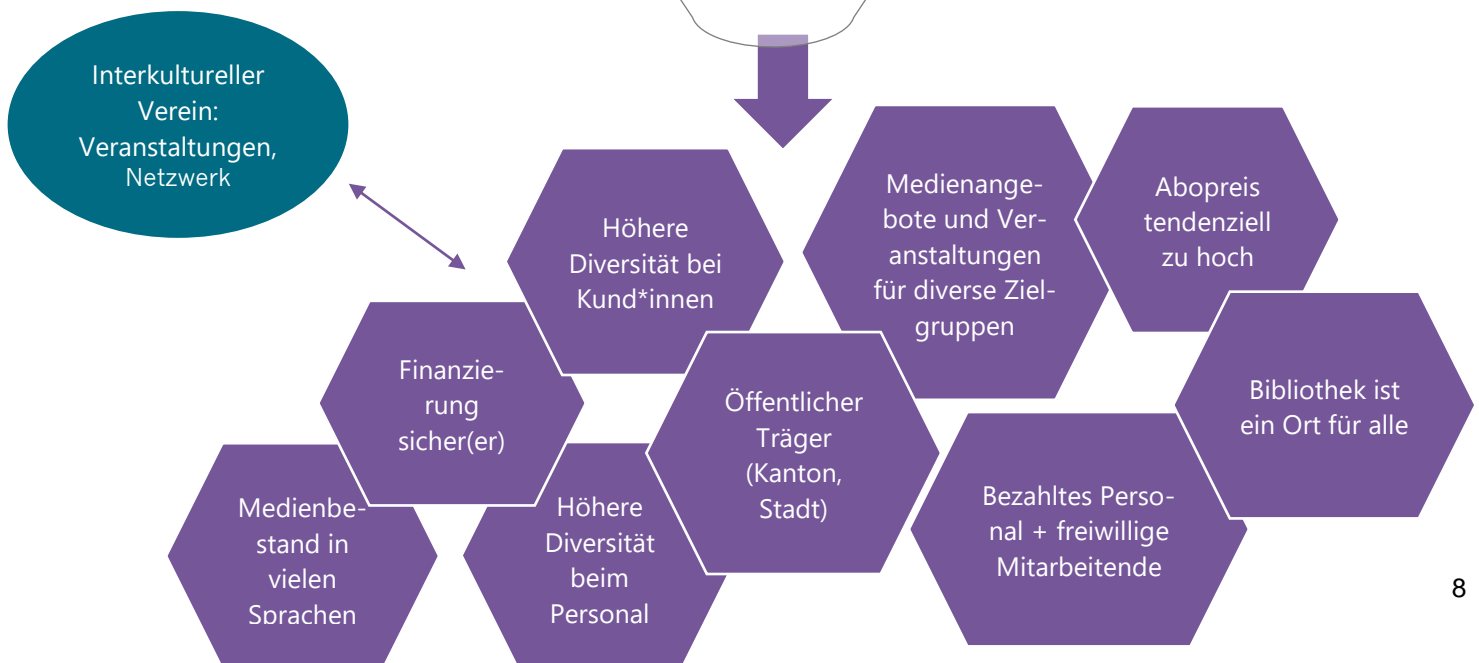 Interkultureller
Verein:
Veranstaltungen,
Netzwerk
Höhere
Diversität bei
Kund*innen
Medienange-
bote und Ver-
anstaltungen
für diverse Ziel-
gruppen
Abopreis
tendenziell
zu hoch
Finanzie-
rung
sicher(er)
Öffentlicher
Träger
(Kanton,
Stadt)
Bibliothek ist
ein Ort für alle
Medienbe-
stand in
vielen
Sprachen
Höhere
Diversität
beim
Personal
Bezahltes Perso-
nal + freiwillige
Mitarbeitende
8